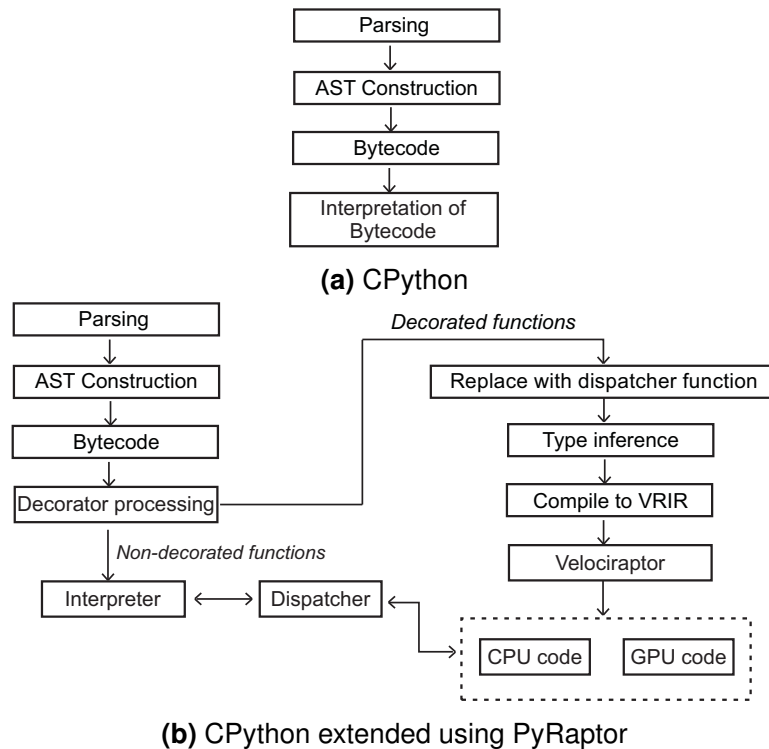 Parsing
AST Construction
Bytecode
Interpretation of
Bytecode
(a) CPython
Parsing
Decorated functions
AST Construction
Replace with dispatcher function
Bytecode
Type inference
Decorator processing
Compile to VRIR
Non-decorated functions
Velociraptor
Interpreter
Dispatcher
CPU code
GPU code
(b) CPython extended using PyRaptor